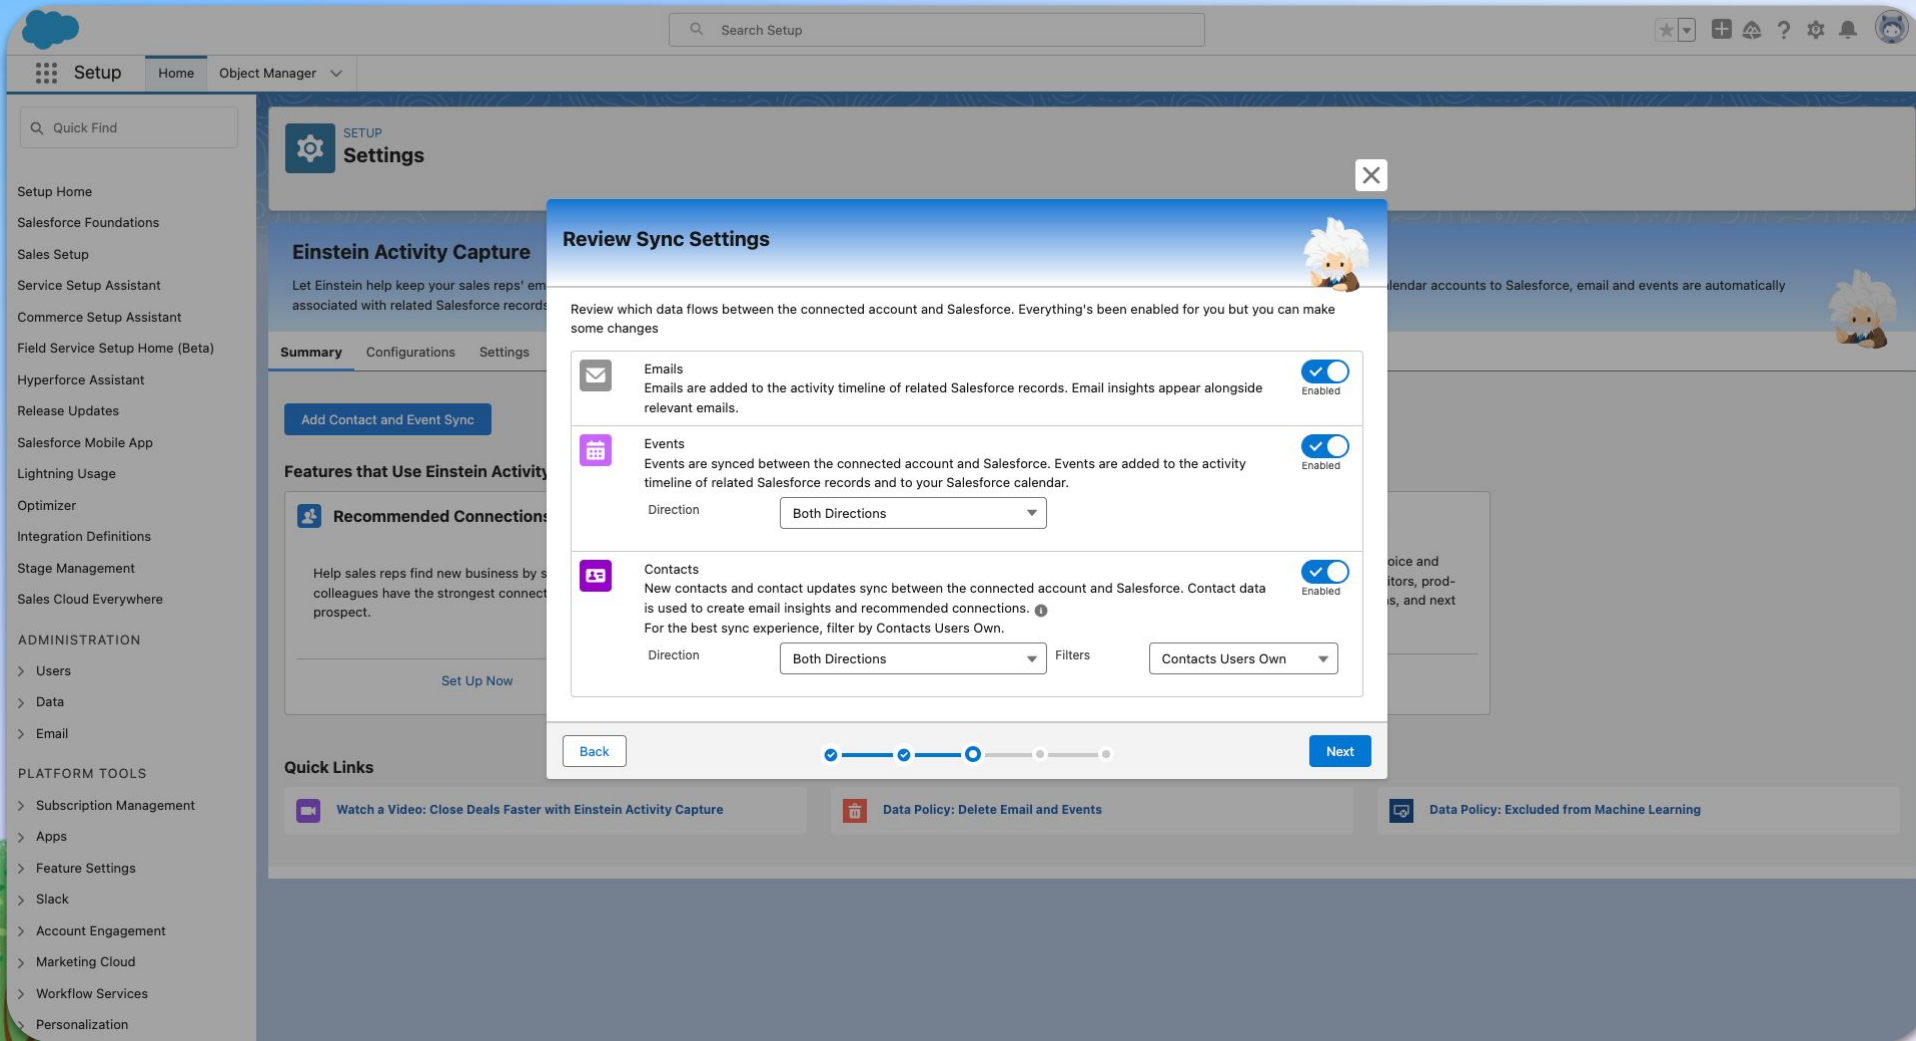 Search Setup
Setup
Home
Object Manager
Quick Find
Setup Home
Salesforce Foundations
Sales Setup
Service Setup Assistant
Commerce Setup Assistant
Field Service Setup Home (Beta)
Hyperforce Assistant
Release Updates
Salesforce Mobile App
Lightning Usage
Optimizer
Integration Definitions
Stage Management
Sales Cloud Everywhere
ADMINISTRATION
Users
Data
Email
PLATFORM TOOLS
Subscription Management
Apps
Feature Settings
Slack
Account Engagement
Marketing Cloud
Workflow Services
Personalization
SETUP
Settings
Einstein Activity Capture
Let Einstein help keep your sales reps' em
lendar accounts to Salesforce, email and events are automatically
associated with related Salesforce records
Summary
Configurations
Settings
Add Contact and Event Sync
Features that Use Einstein Activity
Recommended Connections
Help sales reps find new business by s
colleagues have the strongest connect
prospect.
Set Up Now
oice and
itors, prod-
s, and next
Review Sync Settings
Review which data flows between the connected account and Salesforce. Everything's been enabled for you but you can make
some changes
Emails
Emails are added to the activity timeline of related Salesforce records. Email insights appear alongside
relevant emails.
Enabled
Events
Events are synced between the connected account and Salesforce. Events are added to the activity
timeline of related Salesforce records and to your Salesforce calendar.
Enabled
Direction
Both Directions
Contacts
New contacts and contact updates sync between the connected account and Salesforce. Contact data
is used to create email insights and recommended connections.
For the best sync experience, filter by Contacts Users Own.
Enabled
Direction
Both Directions
Filters
Contacts Users Own
Back
Next
Quick Links
Watch a Video: Close Deals Faster with Einstein Activity Capture
Data Policy: Delete Email and Events
Data Policy: Excluded from Machine Learning